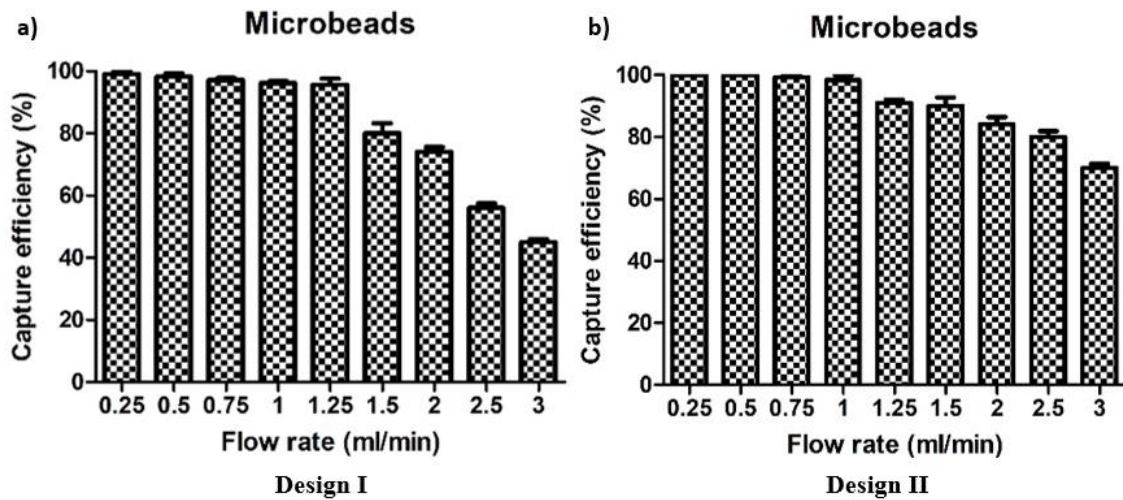 a)
Microbeads
Capture efficiency (%)
100
80
60
40
20
0
0.25 0.5 0.75 1 1.25 1.5 2 2.5 3
Flow rate (ml/min)
Design I
b)
Microbeads
Capture efficiency (%)
100
80
60
40
20
0
0.25 0.5 0.75 1 1.25 1.5 2 2.5 3
Flow rate (ml/min)
Design II